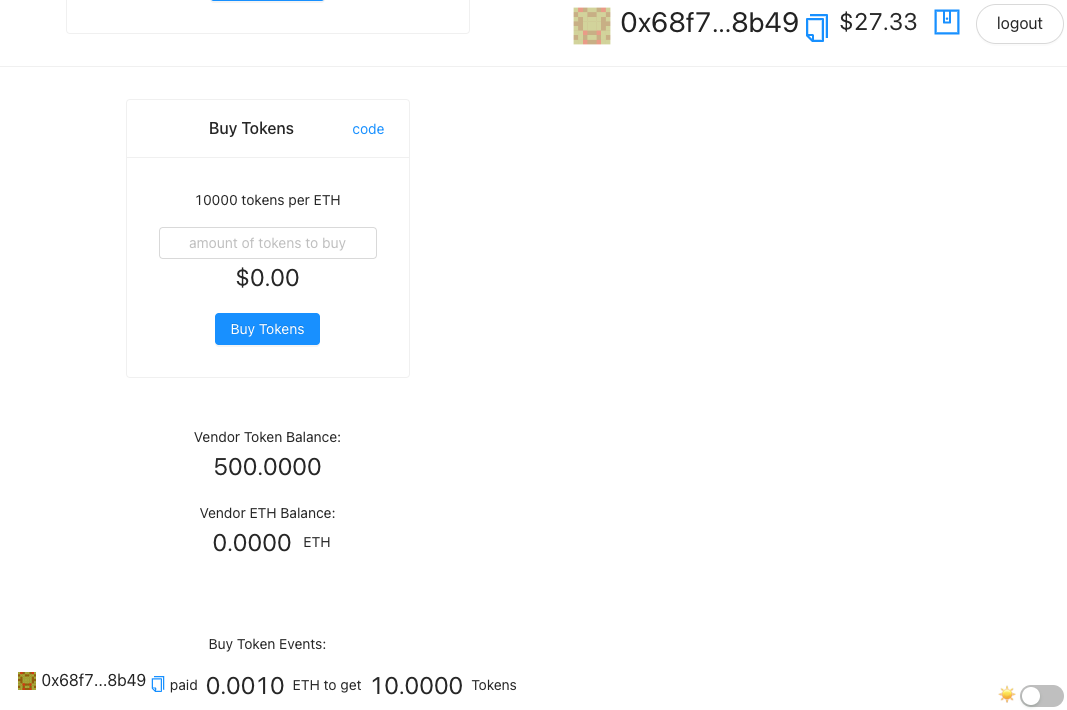 0x68f7...8b49 $27.33 logout
Buy Tokens code
10000 tokens per ETH
amount of tokens to buy
$0.00
Buy Tokens
Vendor Token Balance:
500.0000
Vendor ETH Balance:
0.0000 ETH
Buy Token Events:
0x68f7...8b49 paid 0.0010 ETH to get 10.0000 Tokens